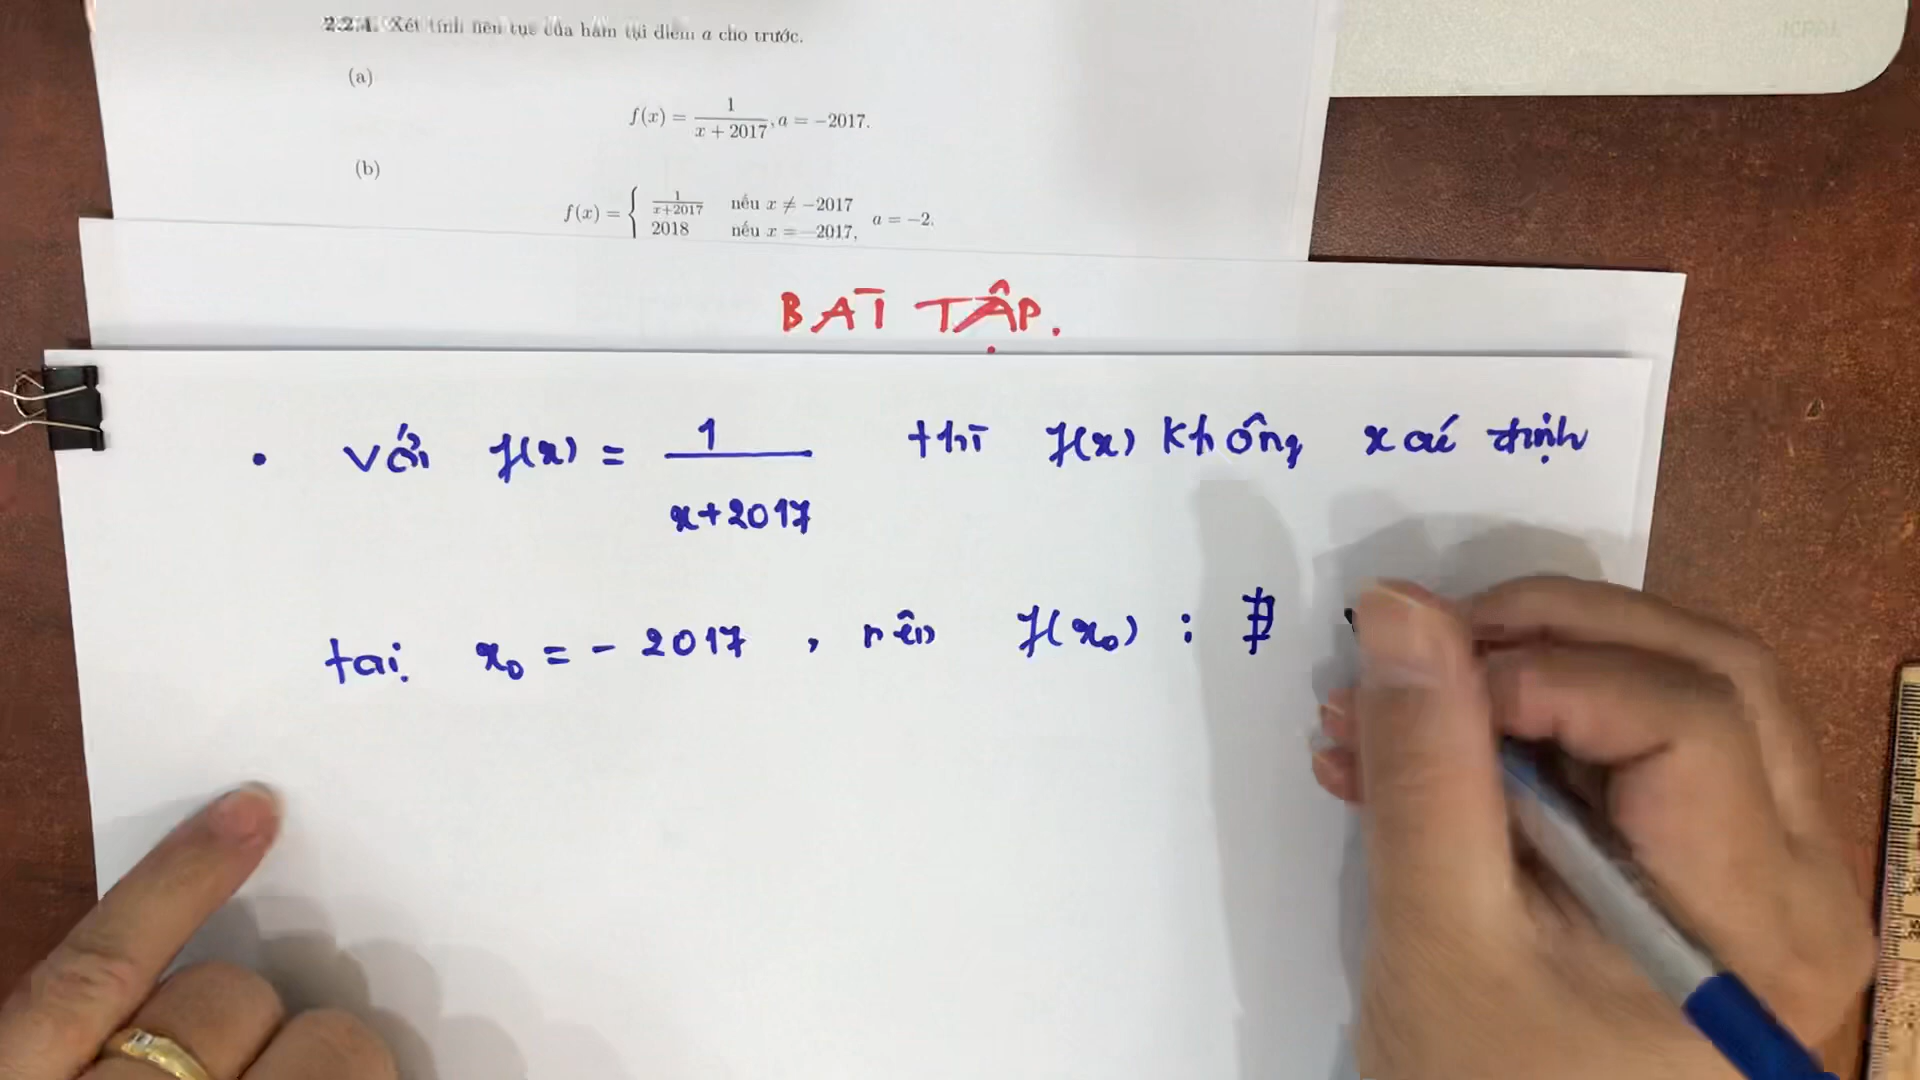 2.2.1. Xét tính liên tục của hàm tại điểm a cho trước.
(a)
f(x) = 1/(x + 2017), a = −2017.
(b)
f(x) = { 1/(x+2017) nếu x ≠ −2017
2018 nếu x = −2017, a = −2.
BÀI TẬP.
• Với f(x) = 1/(x+2017) thì f(x) không xác định
tại x₀ = - 2017 , nên f(x₀) : ∄